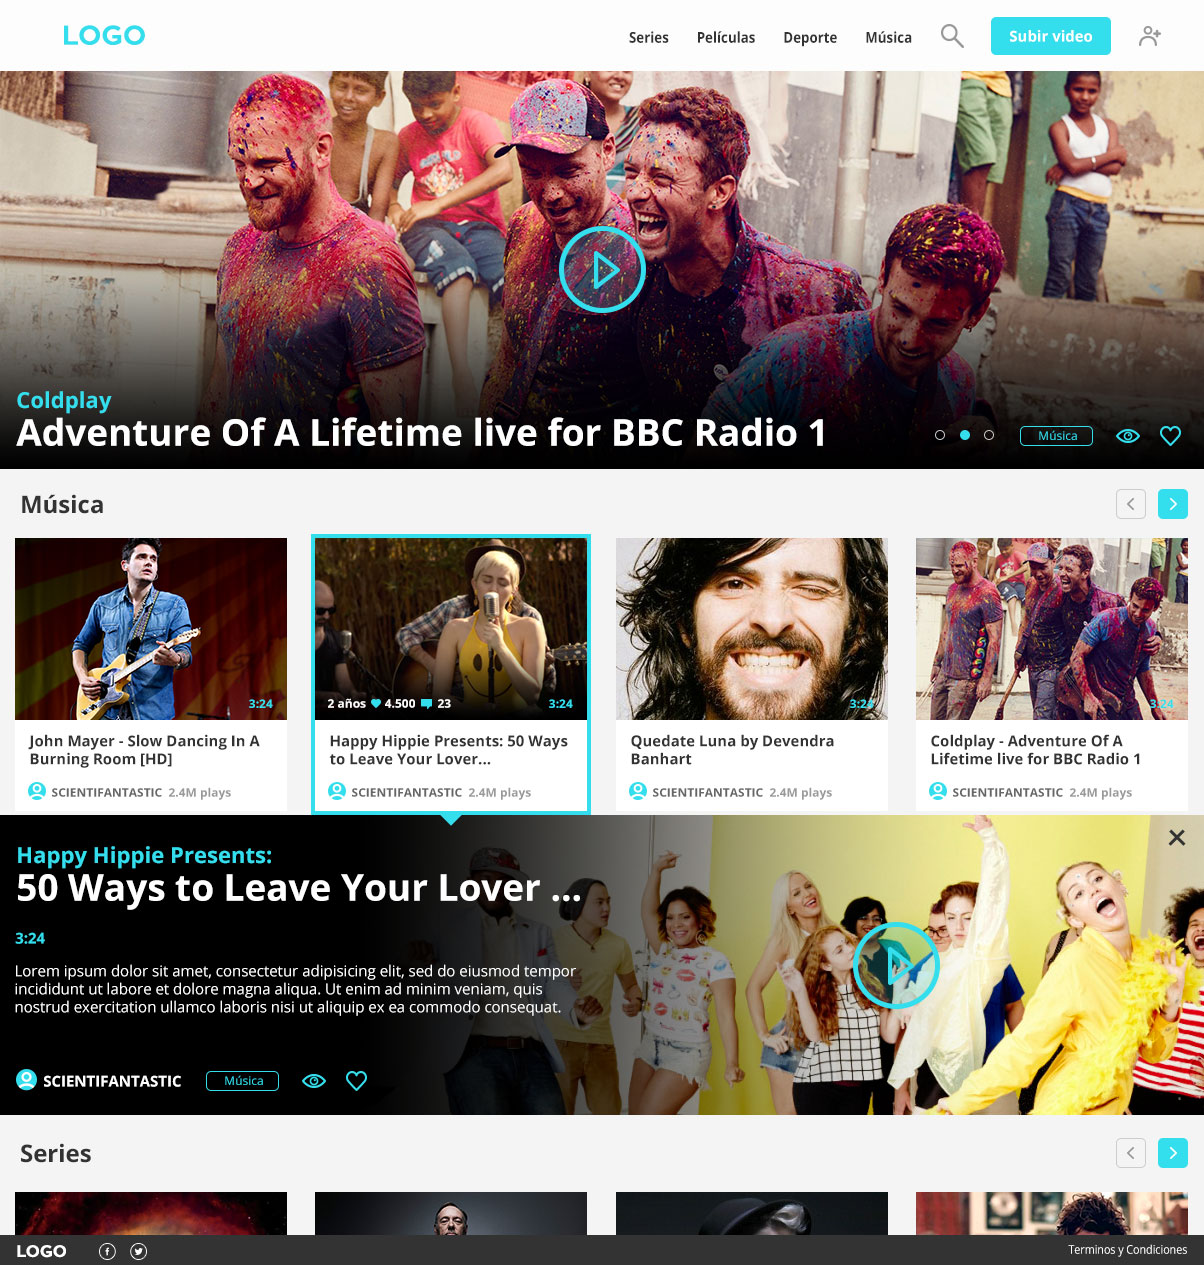 LOGO
Series Películas Deporte Música Subir video
Coldplay
Adventure Of A Lifetime live for BBC Radio 1
Música
Música
3:24
2 años 4.500 23 3:24
3:24
3:24
John Mayer - Slow Dancing In A
Burning Room [HD]
SCIENTIFANTASTIC 2.4M plays
Happy Hippie Presents: 50 Ways
to Leave Your Lover...
SCIENTIFANTASTIC 2.4M plays
Quedate Luna by Devendra
Banhart
SCIENTIFANTASTIC 2.4M plays
Coldplay - Adventure Of A
Lifetime live for BBC Radio 1
SCIENTIFANTASTIC 2.4M plays
Happy Hippie Presents:
50 Ways to Leave Your Lover ...
3:24
Lorem ipsum dolor sit amet, consectetur adipisicing elit, sed do eiusmod tempor
incididunt ut labore et dolore magna aliqua. Ut enim ad minim veniam, quis
nostrud exercitation ullamco laboris nisi ut aliquip ex ea commodo consequat.
SCIENTIFANTASTIC Música
Series
LOGO
Terminos y Condiciones